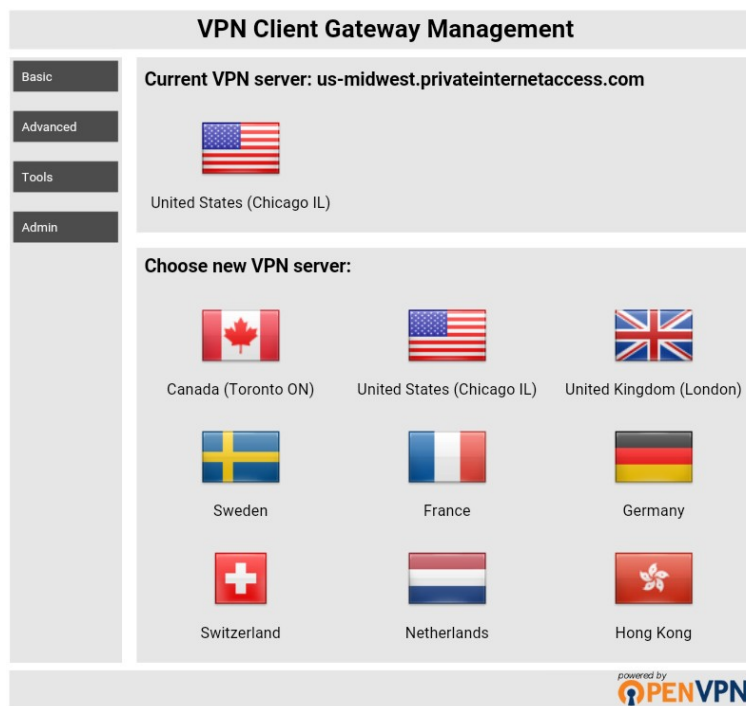 VPN Client Gateway Management
Basic
Advanced
Tools
Admin
Current VPN server: us-midwest.privateinternetaccess.com
United States (Chicago IL)
Choose new VPN server:
Canada (Toronto ON)
United States (Chicago IL)
United Kingdom (London)
Sweden
France
Germany
Switzerland
Netherlands
Hong Kong
powered by
OPENVPN